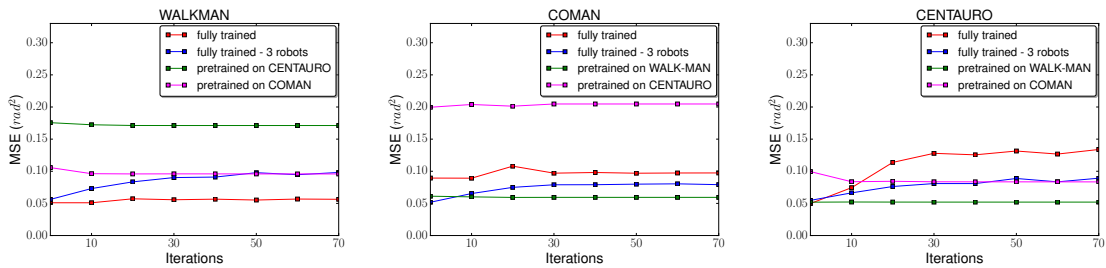 WALKMAN
MSE (rad²)
0.30
0.25
0.20
0.15
0.10
0.05
0.00
fully trained
fully trained - 3 robots
pretrained on CENTAURO
pretrained on COMAN
10 30 50 70
Iterations
COMAN
MSE (rad²)
0.30
0.25
0.20
0.15
0.10
0.05
0.00
fully trained
fully trained - 3 robots
pretrained on WALK-MAN
pretrained on CENTAURO
10 30 50 70
Iterations
CENTAURO
MSE (rad²)
0.30
0.25
0.20
0.15
0.10
0.05
0.00
fully trained
fully trained - 3 robots
pretrained on WALK-MAN
pretrained on COMAN
10 30 50 70
Iterations